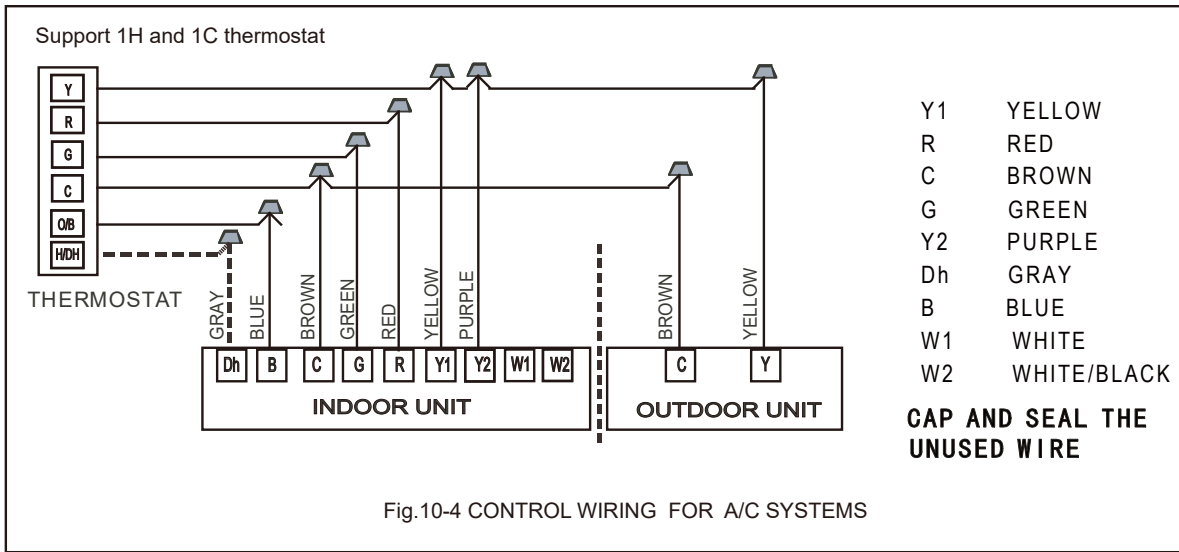 Support 1H and 1C thermostat
Y
R
G
C
O/B
H/DH
THERMOSTAT
GRAY
BLUE
BROWN
GREEN
RED
YELLOW
PURPLE
BROWN
YELLOW
Dh B C G R Y1 Y2 W1 W2
INDOOR UNIT
C Y
OUTDOOR UNIT
Y1 YELLOW
R RED
C BROWN
G GREEN
Y2 PURPLE
Dh GRAY
B BLUE
W1 WHITE
W2 WHITE/BLACK
CAP AND SEAL THE
UNUSED WIRE
Fig.10-4 CONTROL WIRING FOR A/C SYSTEMS